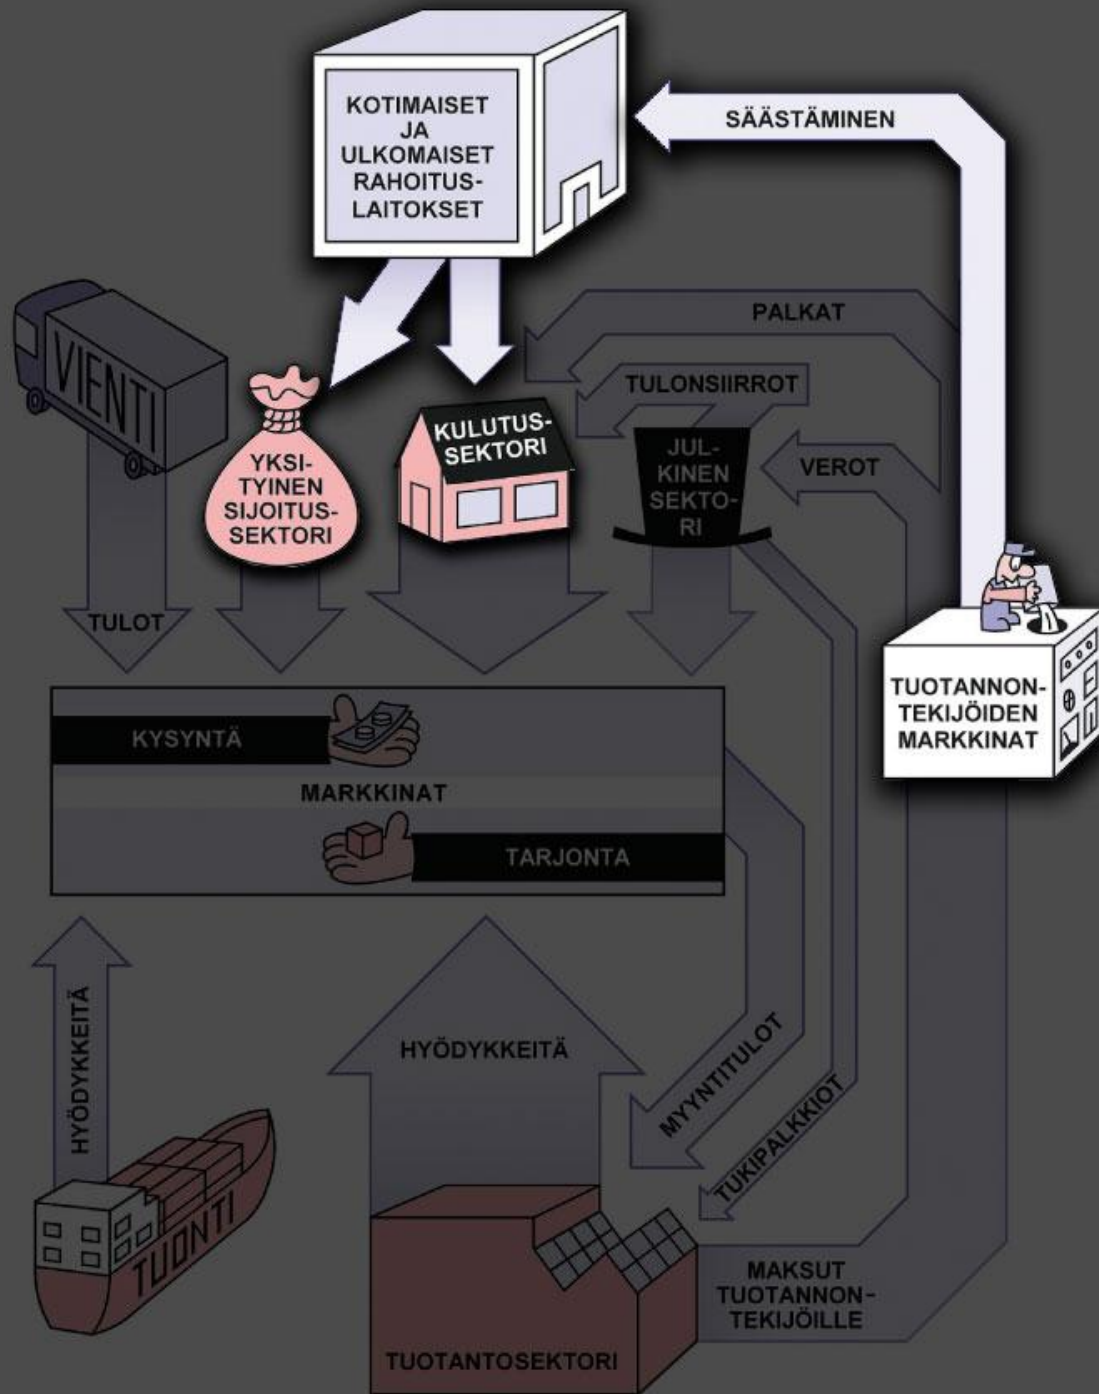 KOTIMAISET
JA
ULKOMAISET
RAHOITUS-
LAITOKSET
SÄÄSTÄMINEN
PALKAT
VIENTI
TULONSIIRROT
KULUTUS-
SEKTORI
JUL-
KINEN
SEKTO-
RI
VEROT
YKSI-
TYINEN
SIJOITUS-
SEKTORI
TULOT
TUOTANNON-
TEKIJÖIDEN
MARKKINAT
KYSYNTÄ
MARKKINAT
TARJONTA
HYÖDYKKEITÄ
HYÖDYKKEITÄ
MYYNTITULOT
TUKIPALKKIOT
TUONTI
MAKSUT
TUOTANNON-
TEKIJÖILLE
TUOTANTOSEKTORI